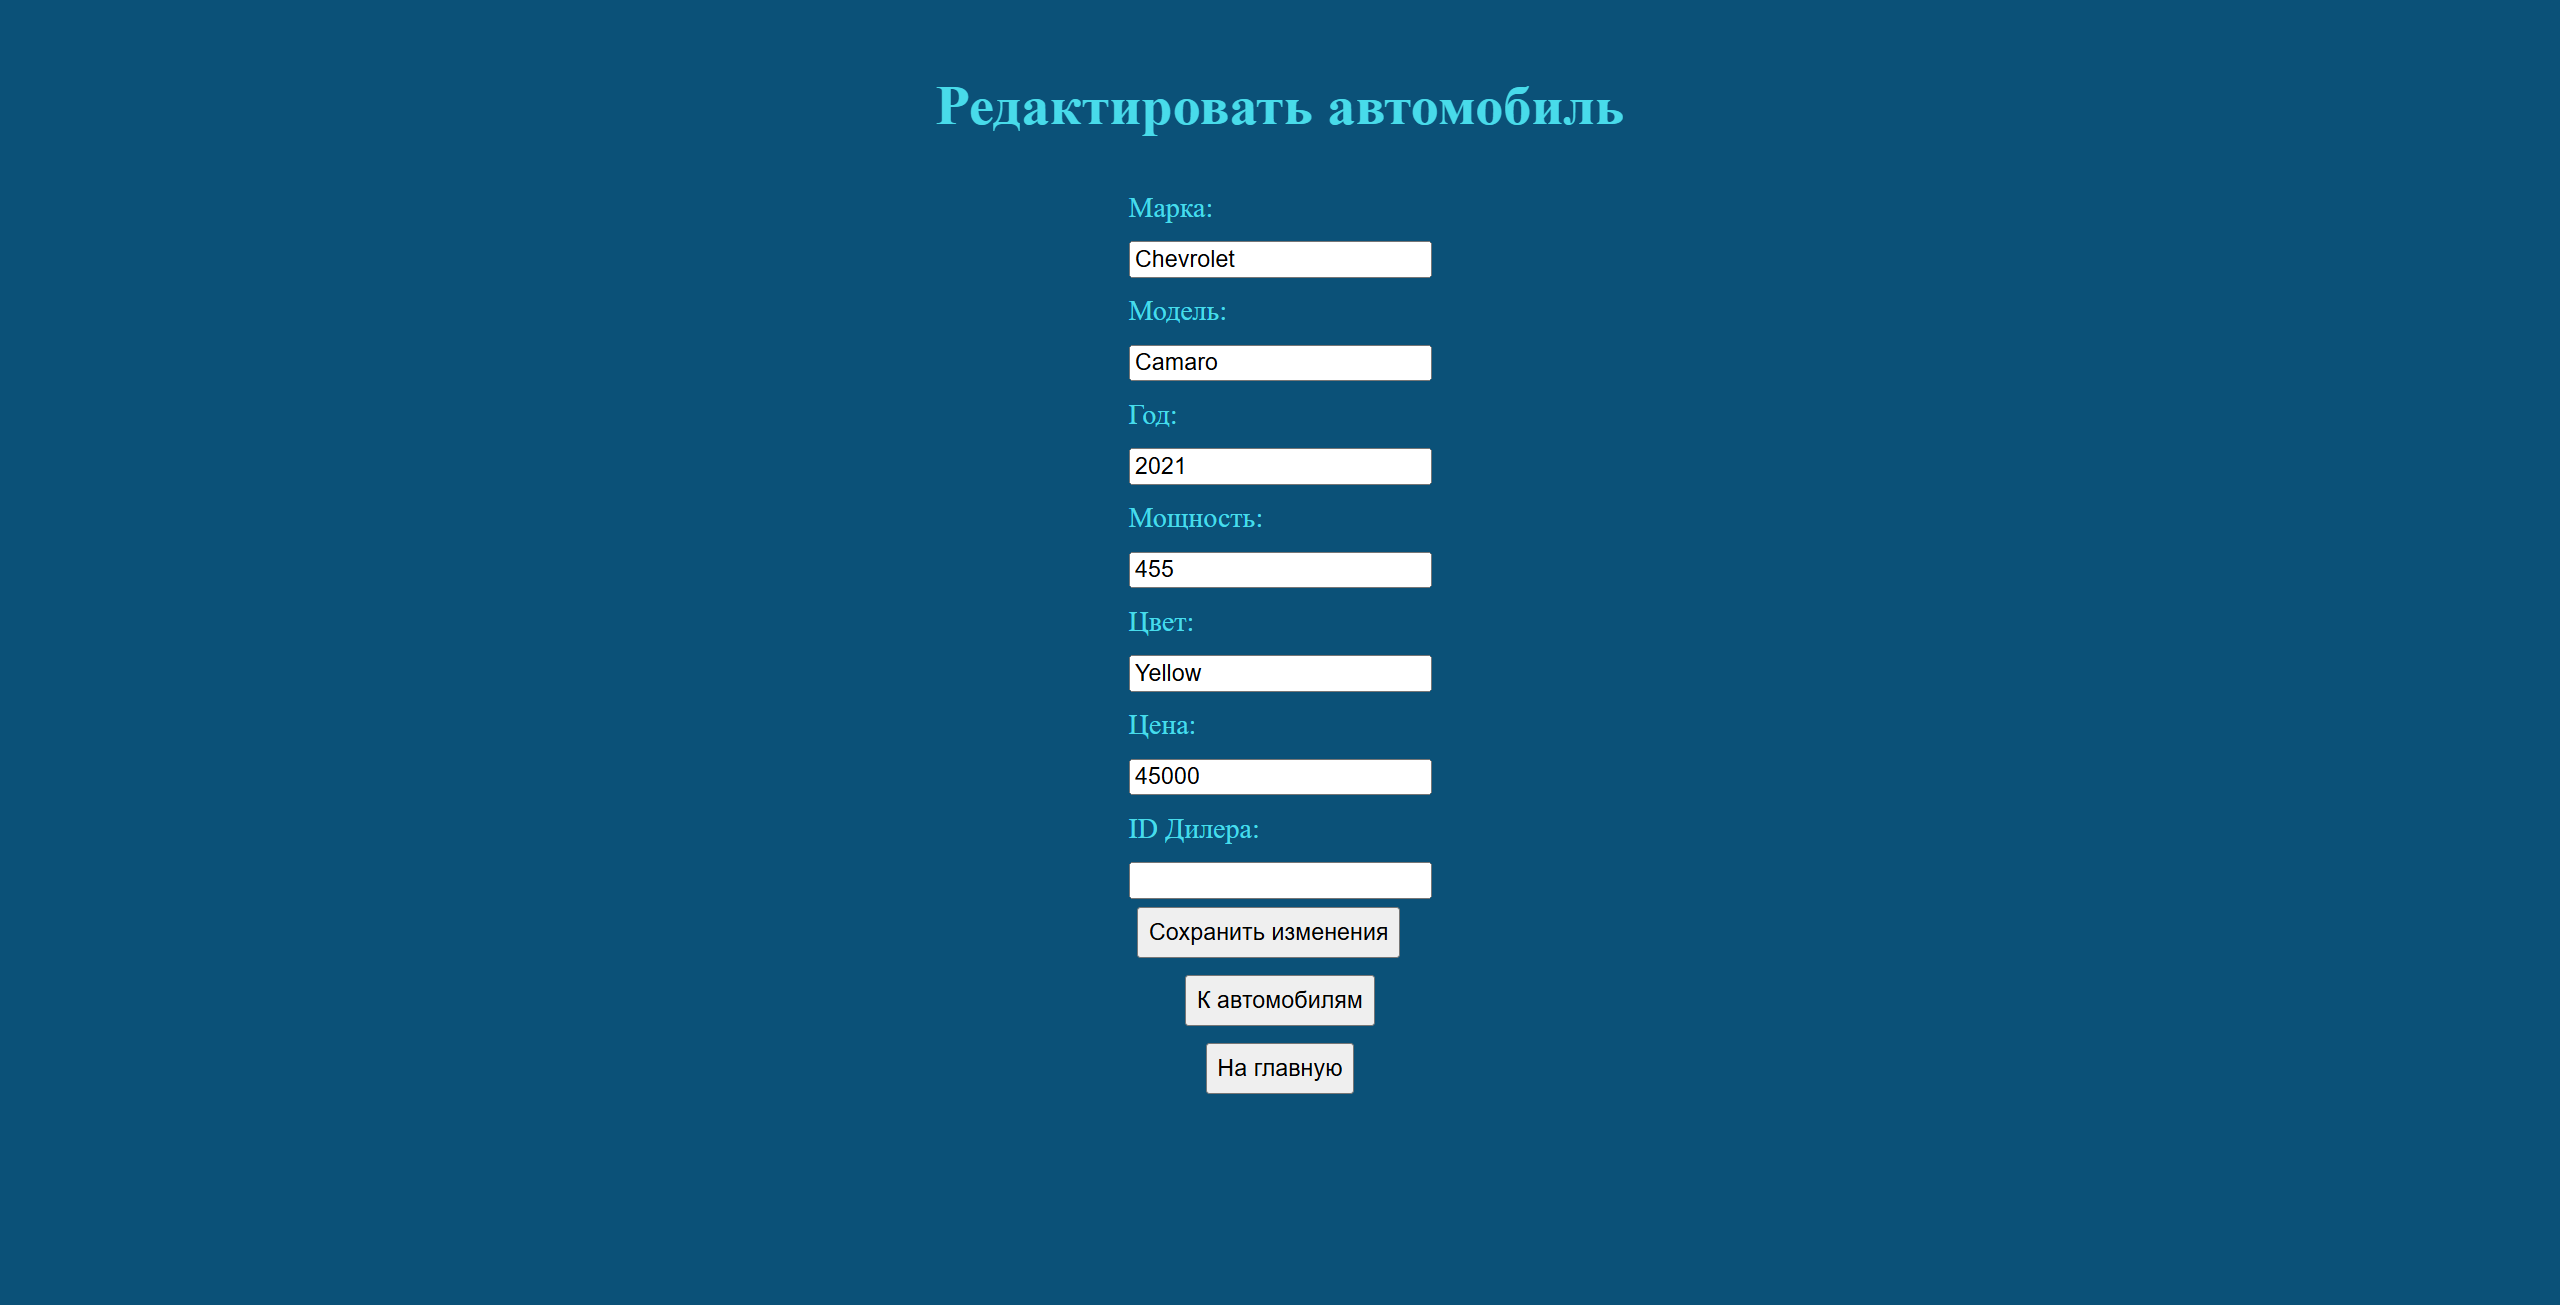 Редактировать автомобиль
Марка:
Chevrolet
Модель:
Camaro
Год:
2021
Мощность:
455
Цвет:
Yellow
Цена:
45000
ID Дилера:
Сохранить изменения
К автомобилям
На главную